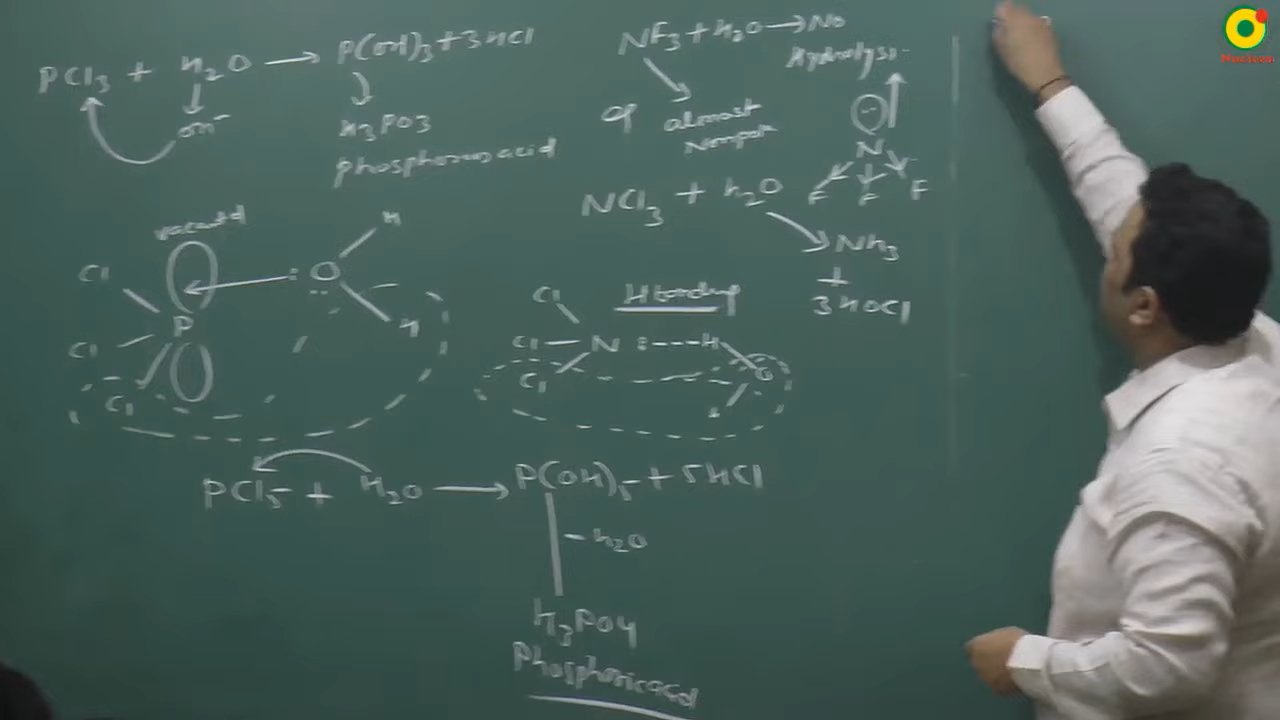 PCl3 + H2O → P(OH)3 + 3HCl
OH-
H3PO3
phosphorus acid
NF3 + H2O → No
Hydrolysis
almost
Nonpolar
N
F F F
NCl3 + H2O
NH3
+
3HOCl
vacant d
Cl
Cl
Cl
P
:O
H
H
H bonding
Cl
Cl
Cl
N : ---- H
O
PCl5 + H2O → P(OH)5 + 5HCl
- H2O
H3PO4
Phosphoric acid